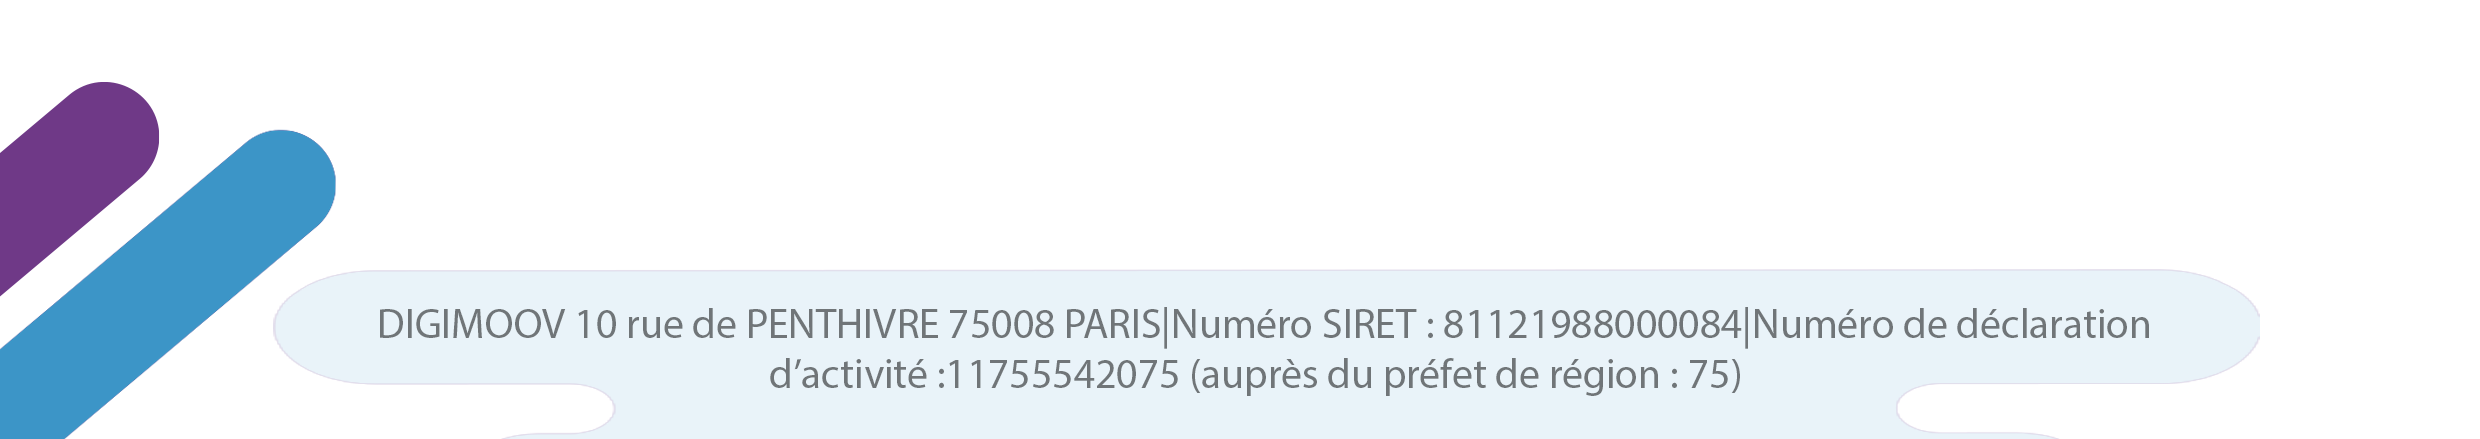 DIGIMOOV 10 rue de PENTHIVRE 75008 PARIS|Numéro SIRET : 81121988000084|Numéro de déclaration
d’activité :11755542075 (auprès du préfet de région : 75)